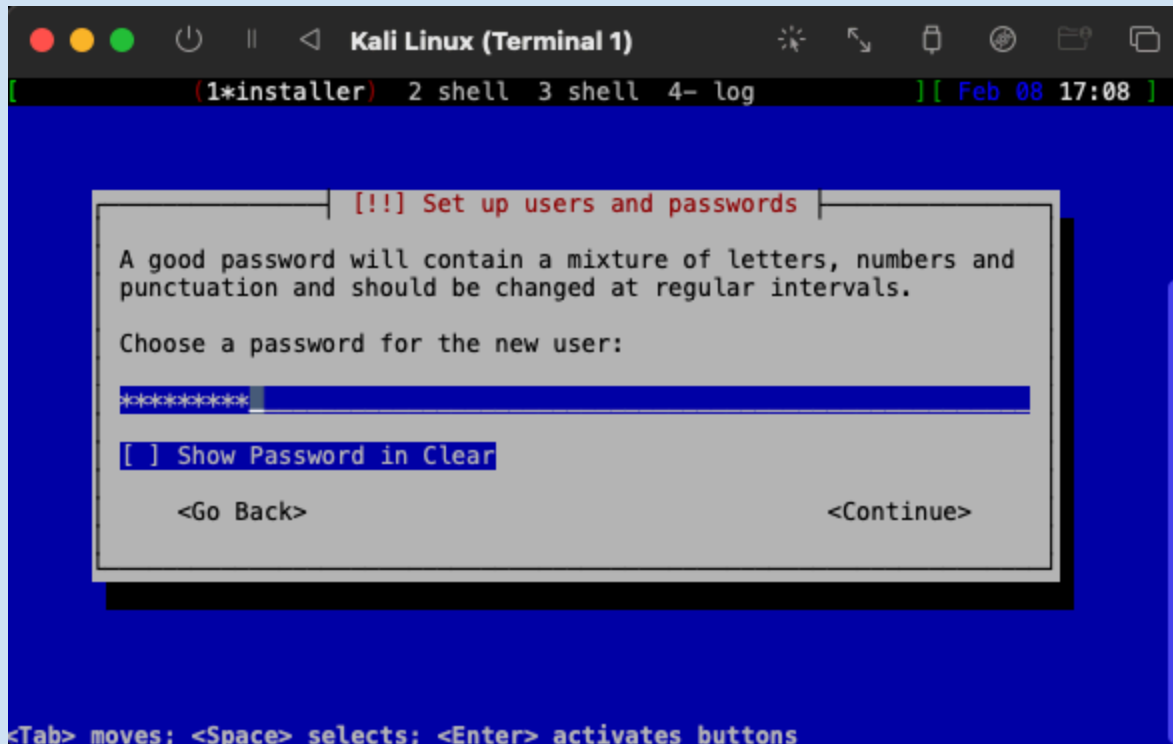 Kali Linux (Terminal 1)
[ (1*installer) 2 shell 3 shell 4- log ][ Feb 08 17:08 ]
[!!] Set up users and passwords
A good password will contain a mixture of letters, numbers and
punctuation and should be changed at regular intervals.
Choose a password for the new user:
*********
[ ] Show Password in Clear
<Go Back> <Continue>
<Tab> moves; <Space> selects; <Enter> activates buttons